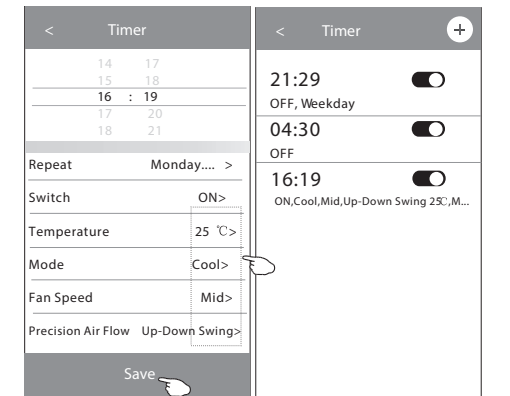 < Timer
14 17
15 18
16 : 19
17 20
18 21
Repeat Monday.... >
Switch ON>
Temperature 25 ℃>
Mode Cool>
Fan Speed Mid>
Precision Air Flow Up-Down Swing>
Save
< Timer +
21:29
OFF, Weekday
04:30
OFF
16:19
ON,Cool,Mid,Up-Down Swing 25℃,M...